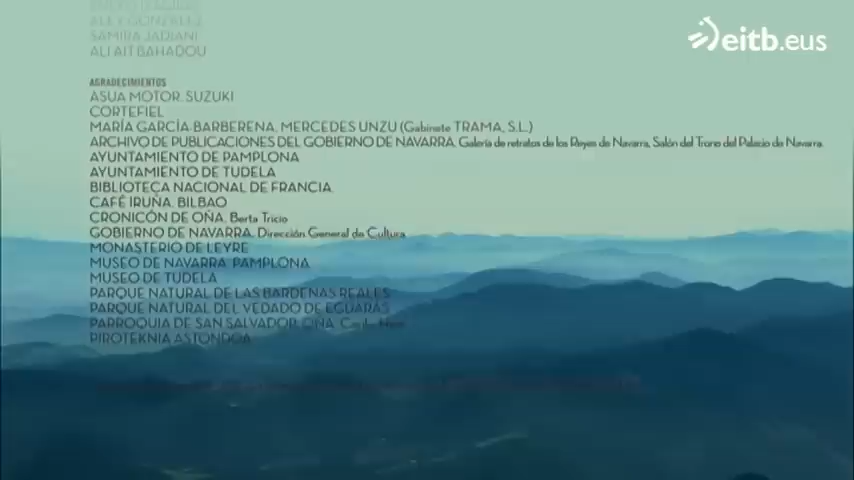 ALEX GONZALEZ
SAMIRA JADIANI
ALI AIT BAHADOU
eitb.eus
AGRADECIMIENTOS
ASUA MOTOR. SUZUKI
CORTEFIEL
MARÍA GARCÍA-BARBERENA, MERCEDES UNZU (Gabinete TRAMA, S.L.)
ARCHIVO DE PUBLICACIONES DEL GOBIERNO DE NAVARRA. Galería de retratos de los Reyes de Navarra, Salón del Trono del Palacio de Navarra.
AYUNTAMIENTO DE PAMPLONA
AYUNTAMIENTO DE TUDELA
BIBLIOTECA NACIONAL DE FRANCIA
CAFÉ IRUÑA. BILBAO
CRONICÓN DE OÑA. Berta Tricio
GOBIERNO DE NAVARRA. Dirección General de Cultura
MONASTERIO DE LEYRE
MUSEO DE NAVARRA. PAMPLONA
MUSEO DE TUDELA
PARQUE NATURAL DE LAS BARDENAS REALES
PARQUE NATURAL DEL VEDADO DE EGUARAS
PARROQUIA DE SAN SALVADOR. OÑA.
PIROTEKNIA ASTONDOA